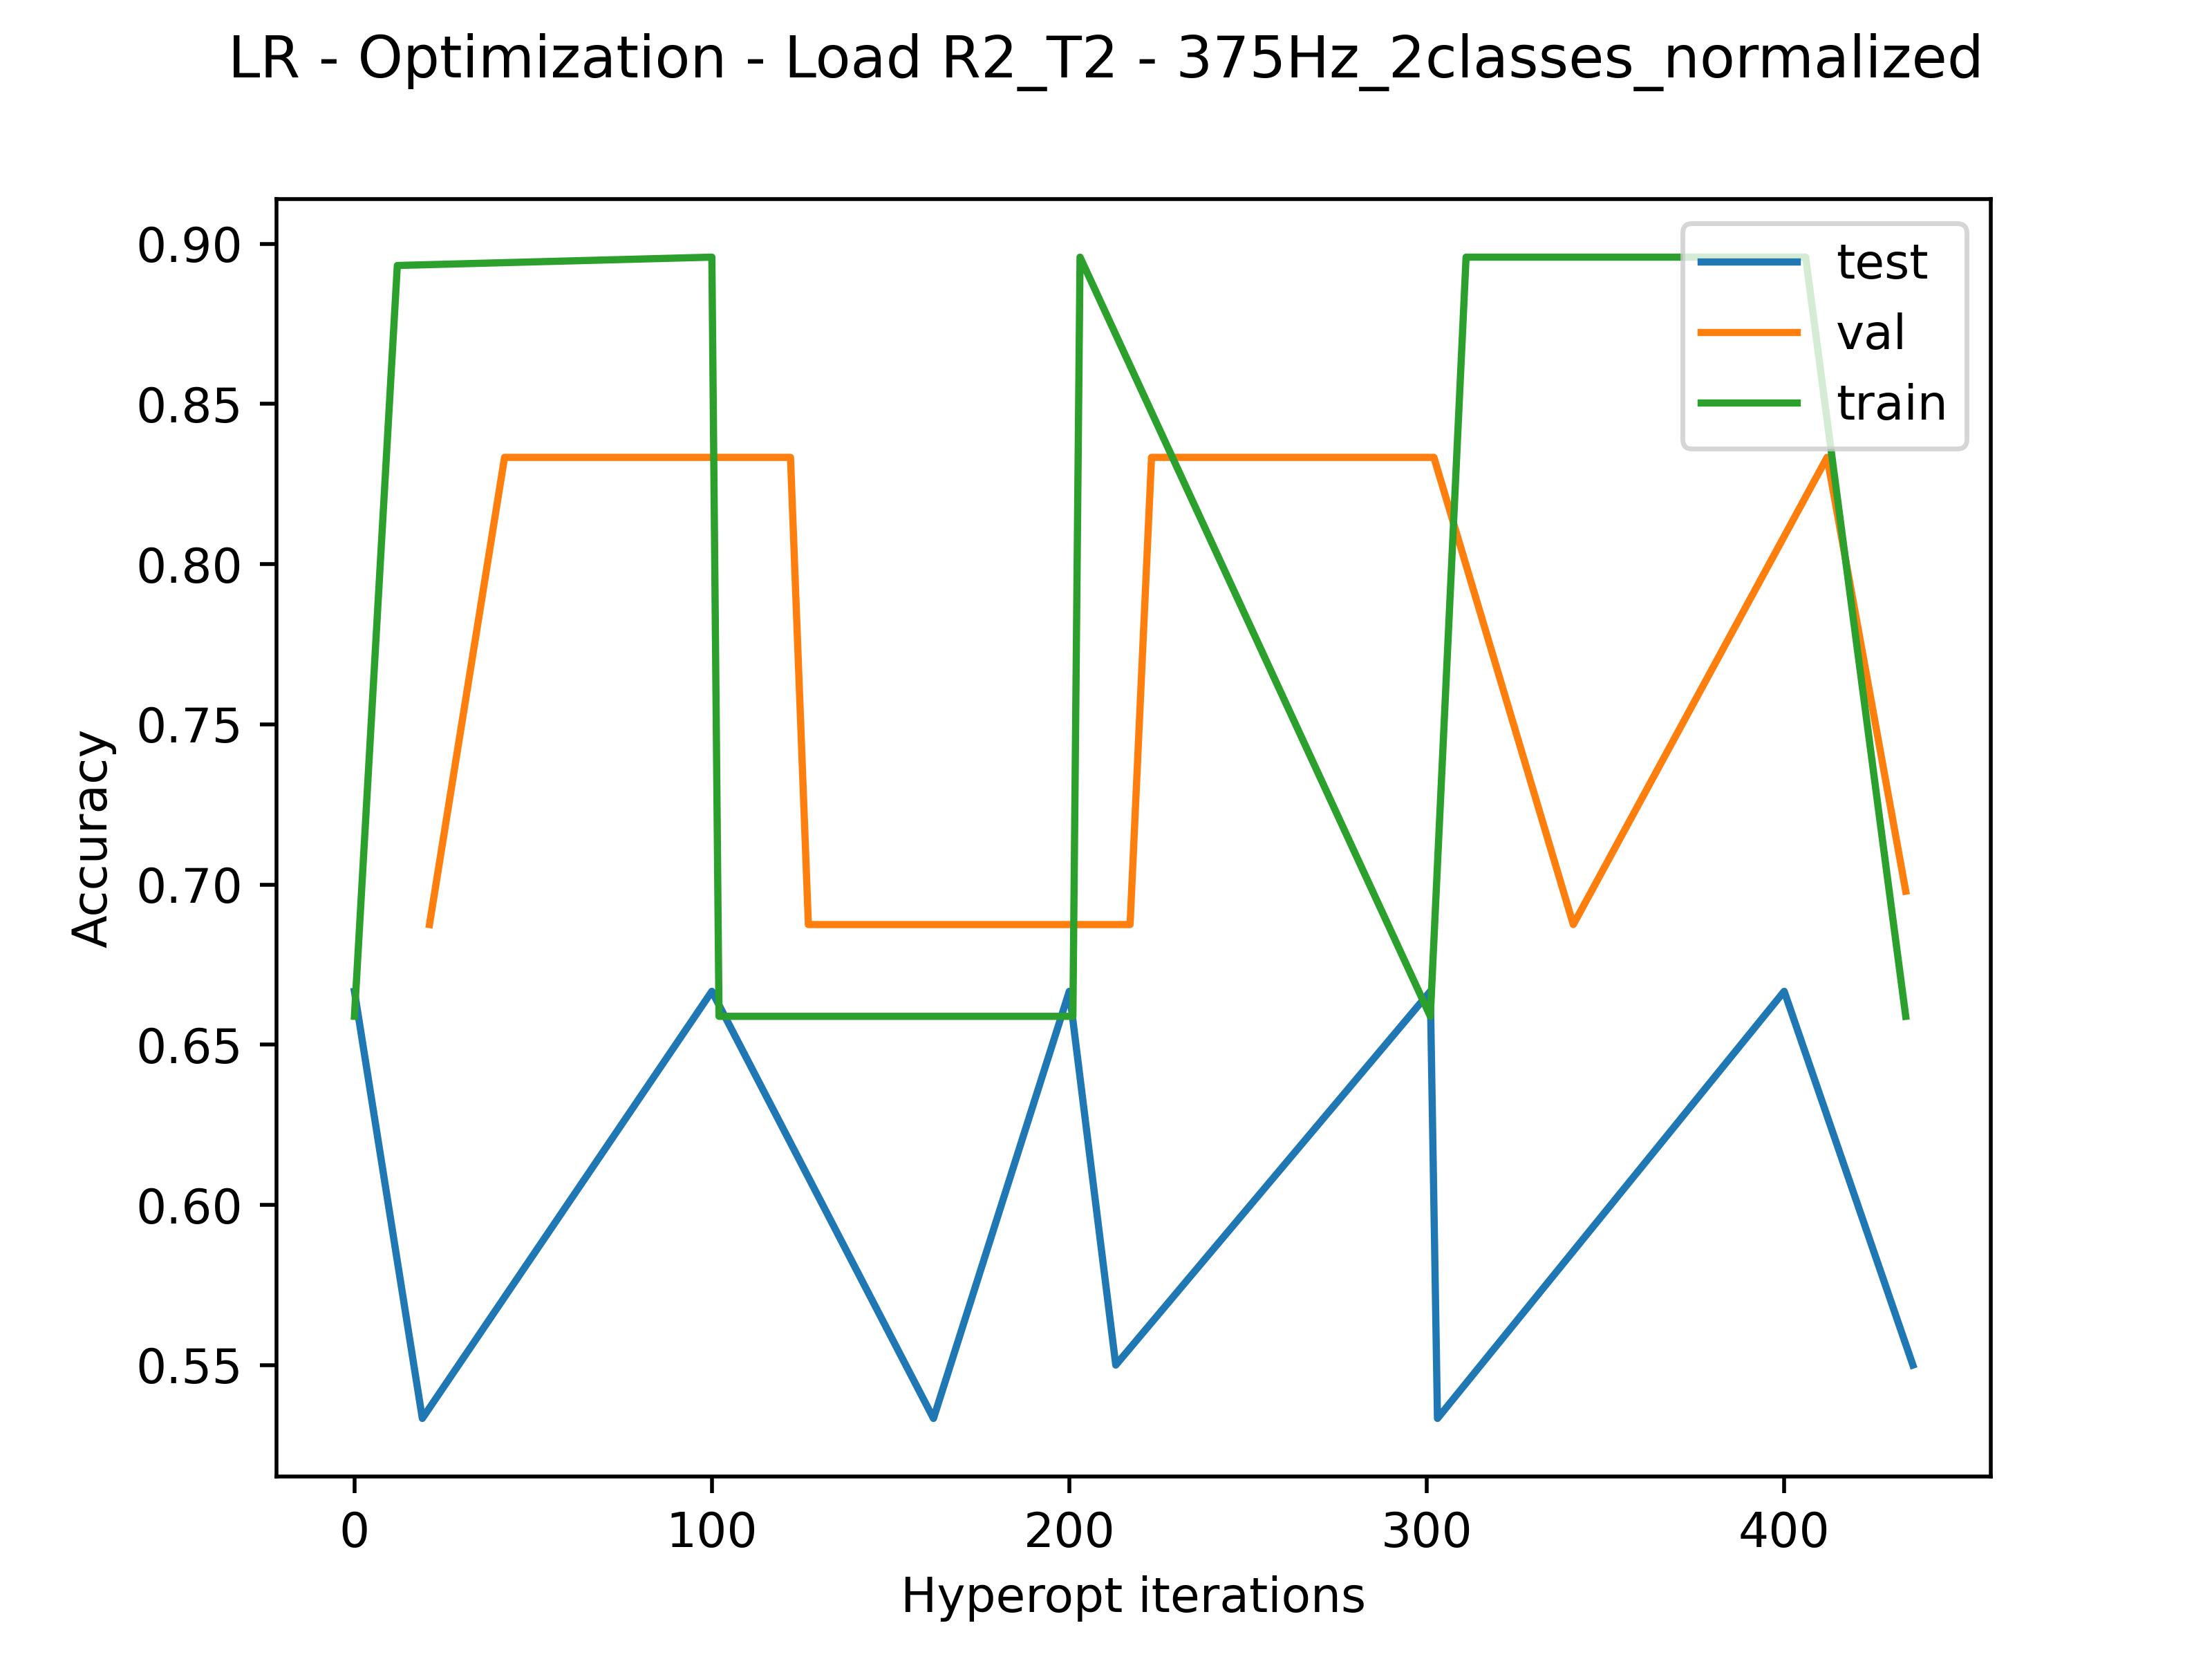 LR - Optimization - Load R2_T2 - 375Hz_2classes_normalized
0.90
0.85
0.80
0.75
0.70
0.65
0.60
0.55
Accuracy
test
val
train
0 100 200 300 400
Hyperopt iterations